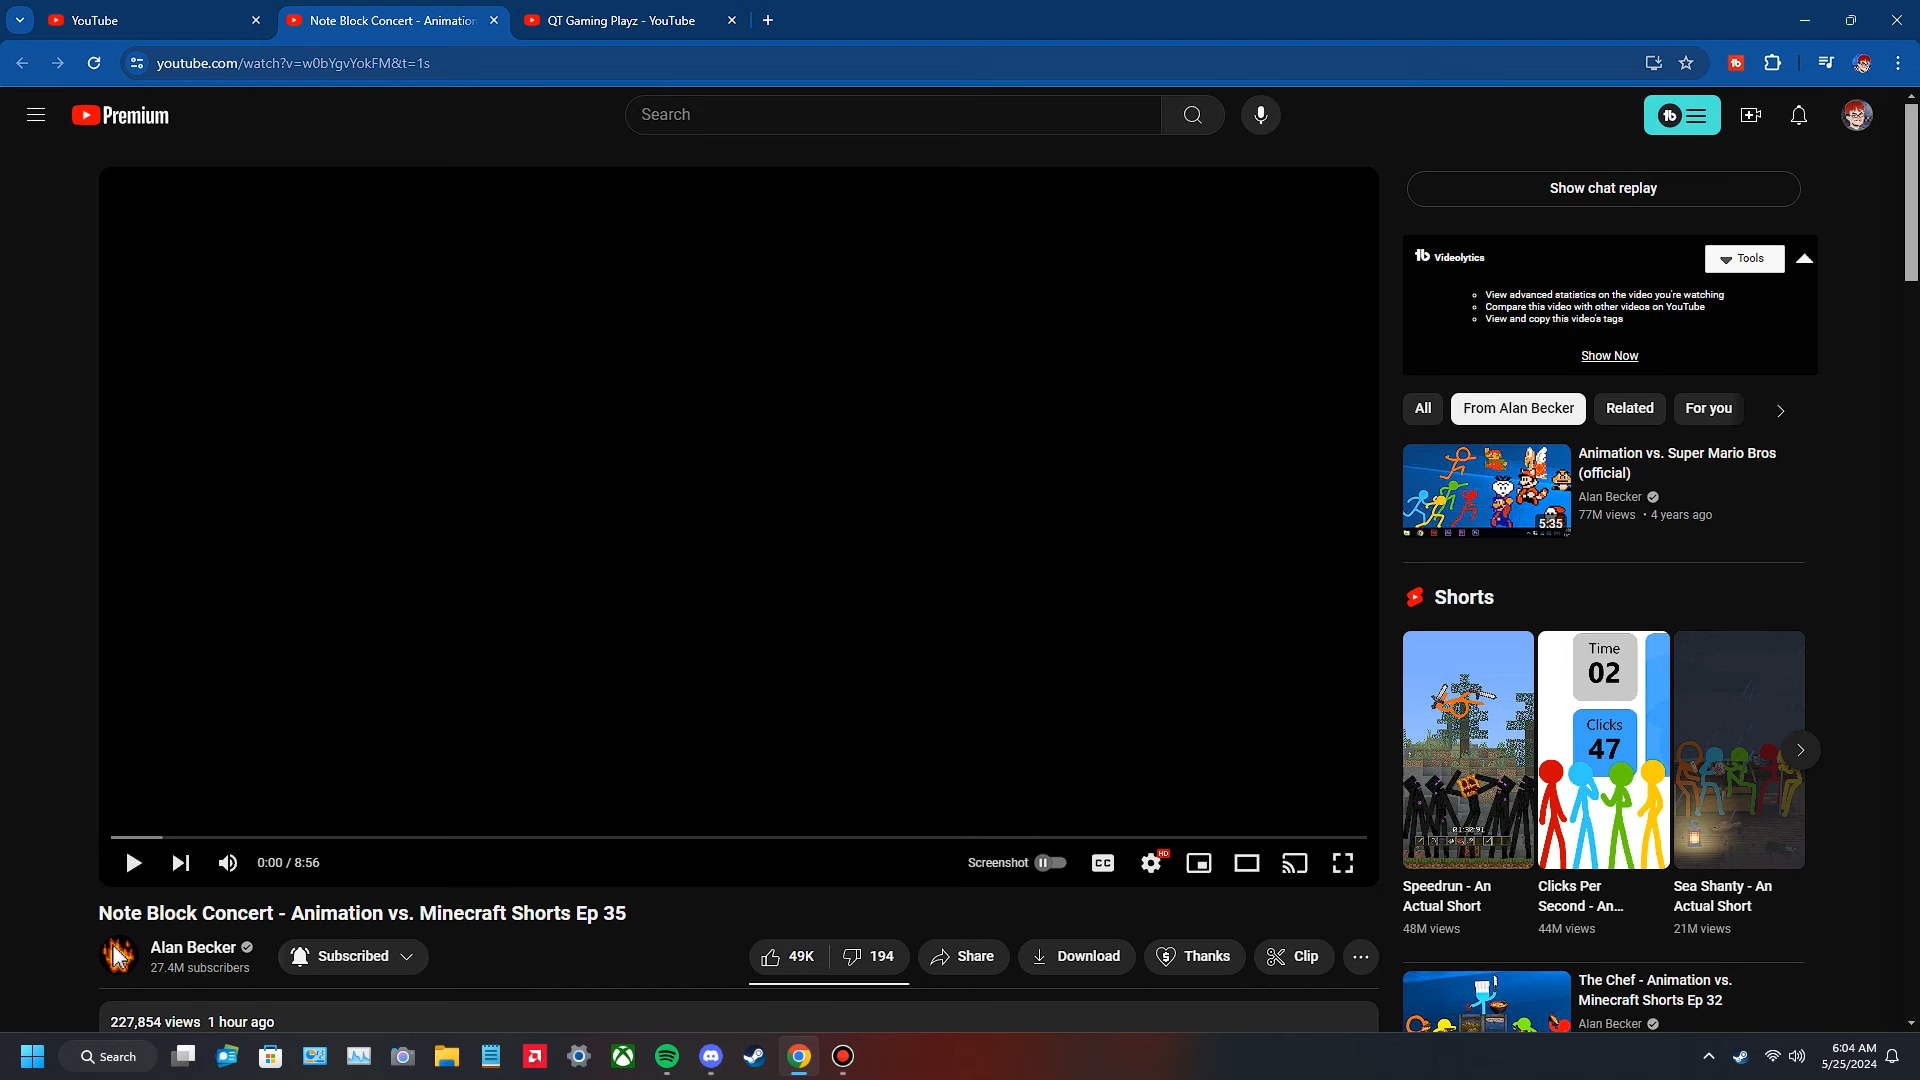 YouTube
Note Block Concert - Animation
QT Gaming Playz - YouTube
youtube.com/watch?v=w0bYgvYokFM&t=1s
Premium
Search
Show chat replay
Videolytics
Tools
View advanced statistics on the video you're watching
Compare this video with other videos on YouTube
View and copy this video's tags
Show Now
All
From Alan Becker
Related
For you
5:35
Animation vs. Super Mario Bros
(official)
Alan Becker
77M views • 4 years ago
Shorts
Time
02
Clicks
47
Speedrun - An
Actual Short
48M views
Clicks Per
Second - An...
44M views
Sea Shanty - An
Actual Short
21M views
The Chef - Animation vs.
Minecraft Shorts Ep 32
Alan Becker
0:00 / 8:56
Screenshot
CC
HD
Note Block Concert - Animation vs. Minecraft Shorts Ep 35
Alan Becker
27.4M subscribers
Subscribed
49K
194
Share
Download
Thanks
Clip
227,854 views 1 hour ago
Search
6:04 AM
5/25/2024